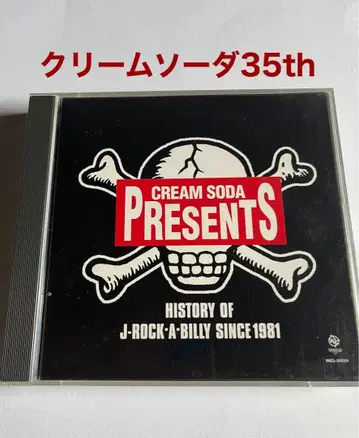 クリームソーダ35th
CREAM SODA
PRESENTS
HISTORY OF
J-ROCK-A-BILLY SINCE 1981